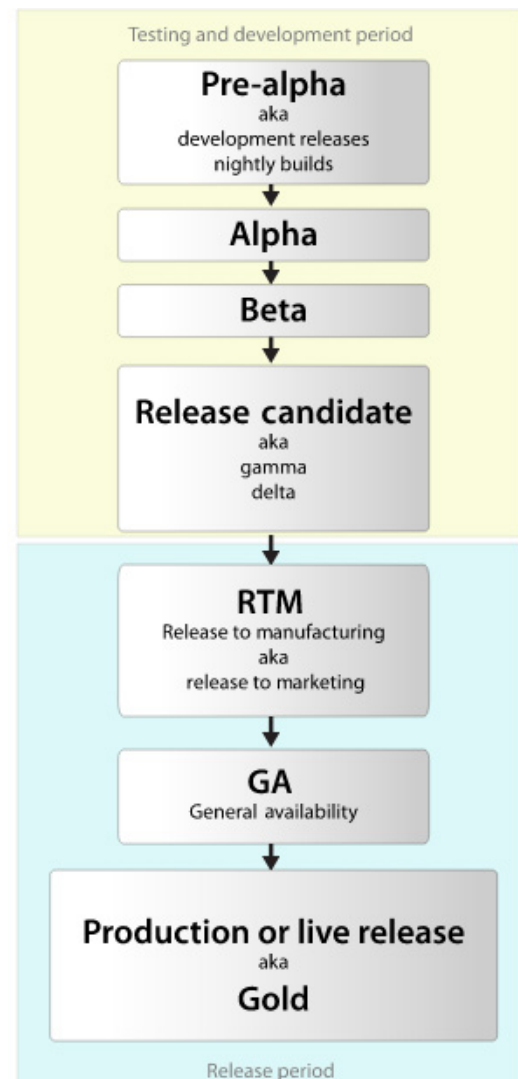 Testing and development period
Pre-alpha
aka
development releases
nightly builds
Alpha
Beta
Release candidate
aka
gamma
delta
RTM
Release to manufacturing
aka
release to marketing
GA
General availability
Production or live release
aka
Gold
Release period